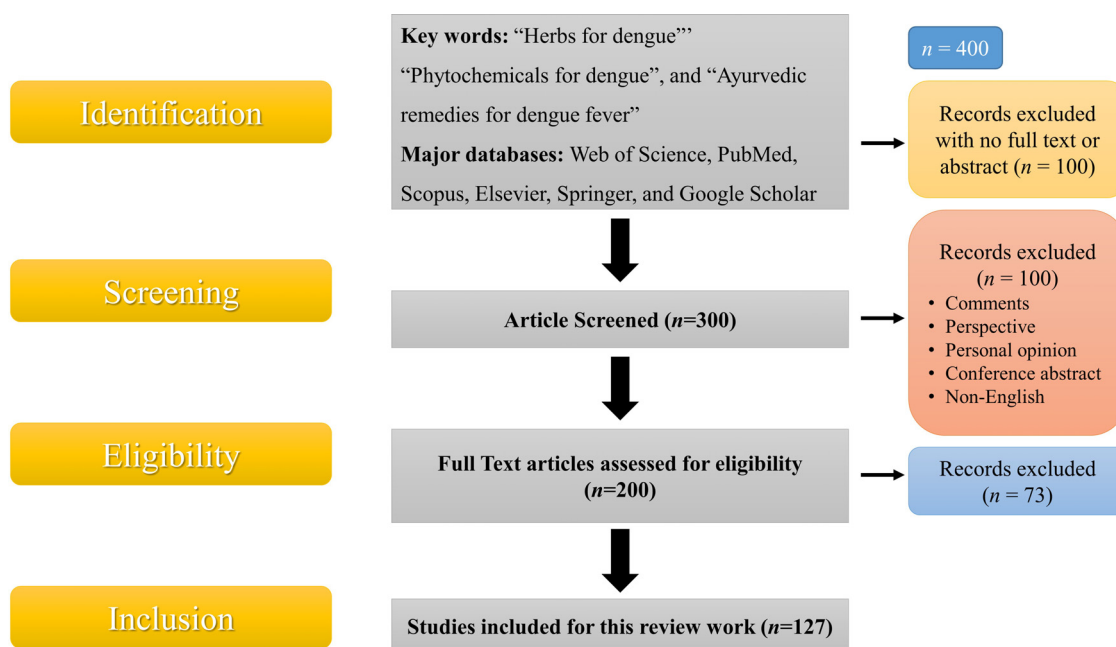 Identification
Key words: “Herbs for dengue”’
“Phytochemicals for dengue”, and “Ayurvedic
remedies for dengue fever”
Major databases: Web of Science, PubMed,
Scopus, Elsevier, Springer, and Google Scholar
n = 400
Records excluded
with no full text or
abstract (n = 100)
Screening
Article Screened (n=300)
Records excluded
(n = 100)
• Comments
• Perspective
• Personal opinion
• Conference abstract
• Non-English
Eligibility
Full Text articles assessed for eligibility
(n=200)
Records excluded
(n = 73)
Inclusion
Studies included for this review work (n=127)